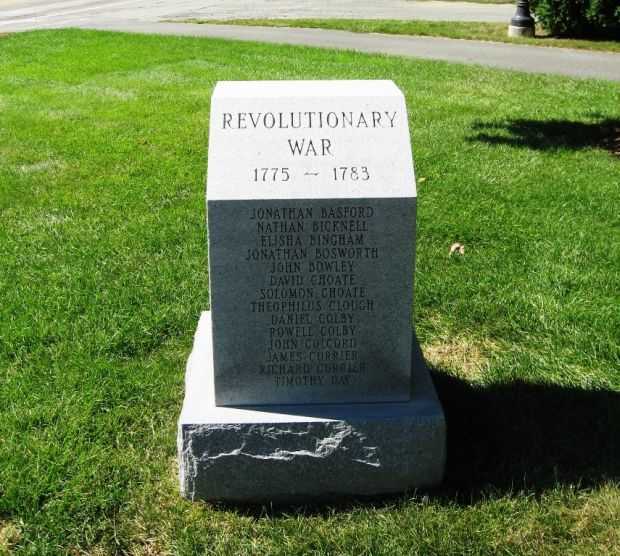 REVOLUTIONARY
WAR
1775 ~ 1783
JONATHAN BASFORD
NATHAN BICKNELL
ELISHA BINGHAM
JONATHAN BOSWORTH
JOHN BOWLEY
DAVID CHOATE
SOLOMON CHOATE
THEOPHILUS CLOUGH
DANIEL COLBY
ROWELL COLBY
JOHN COLCORD
JAMES CURRIER
RICHARD CURRIER
TIMOTHY DAY